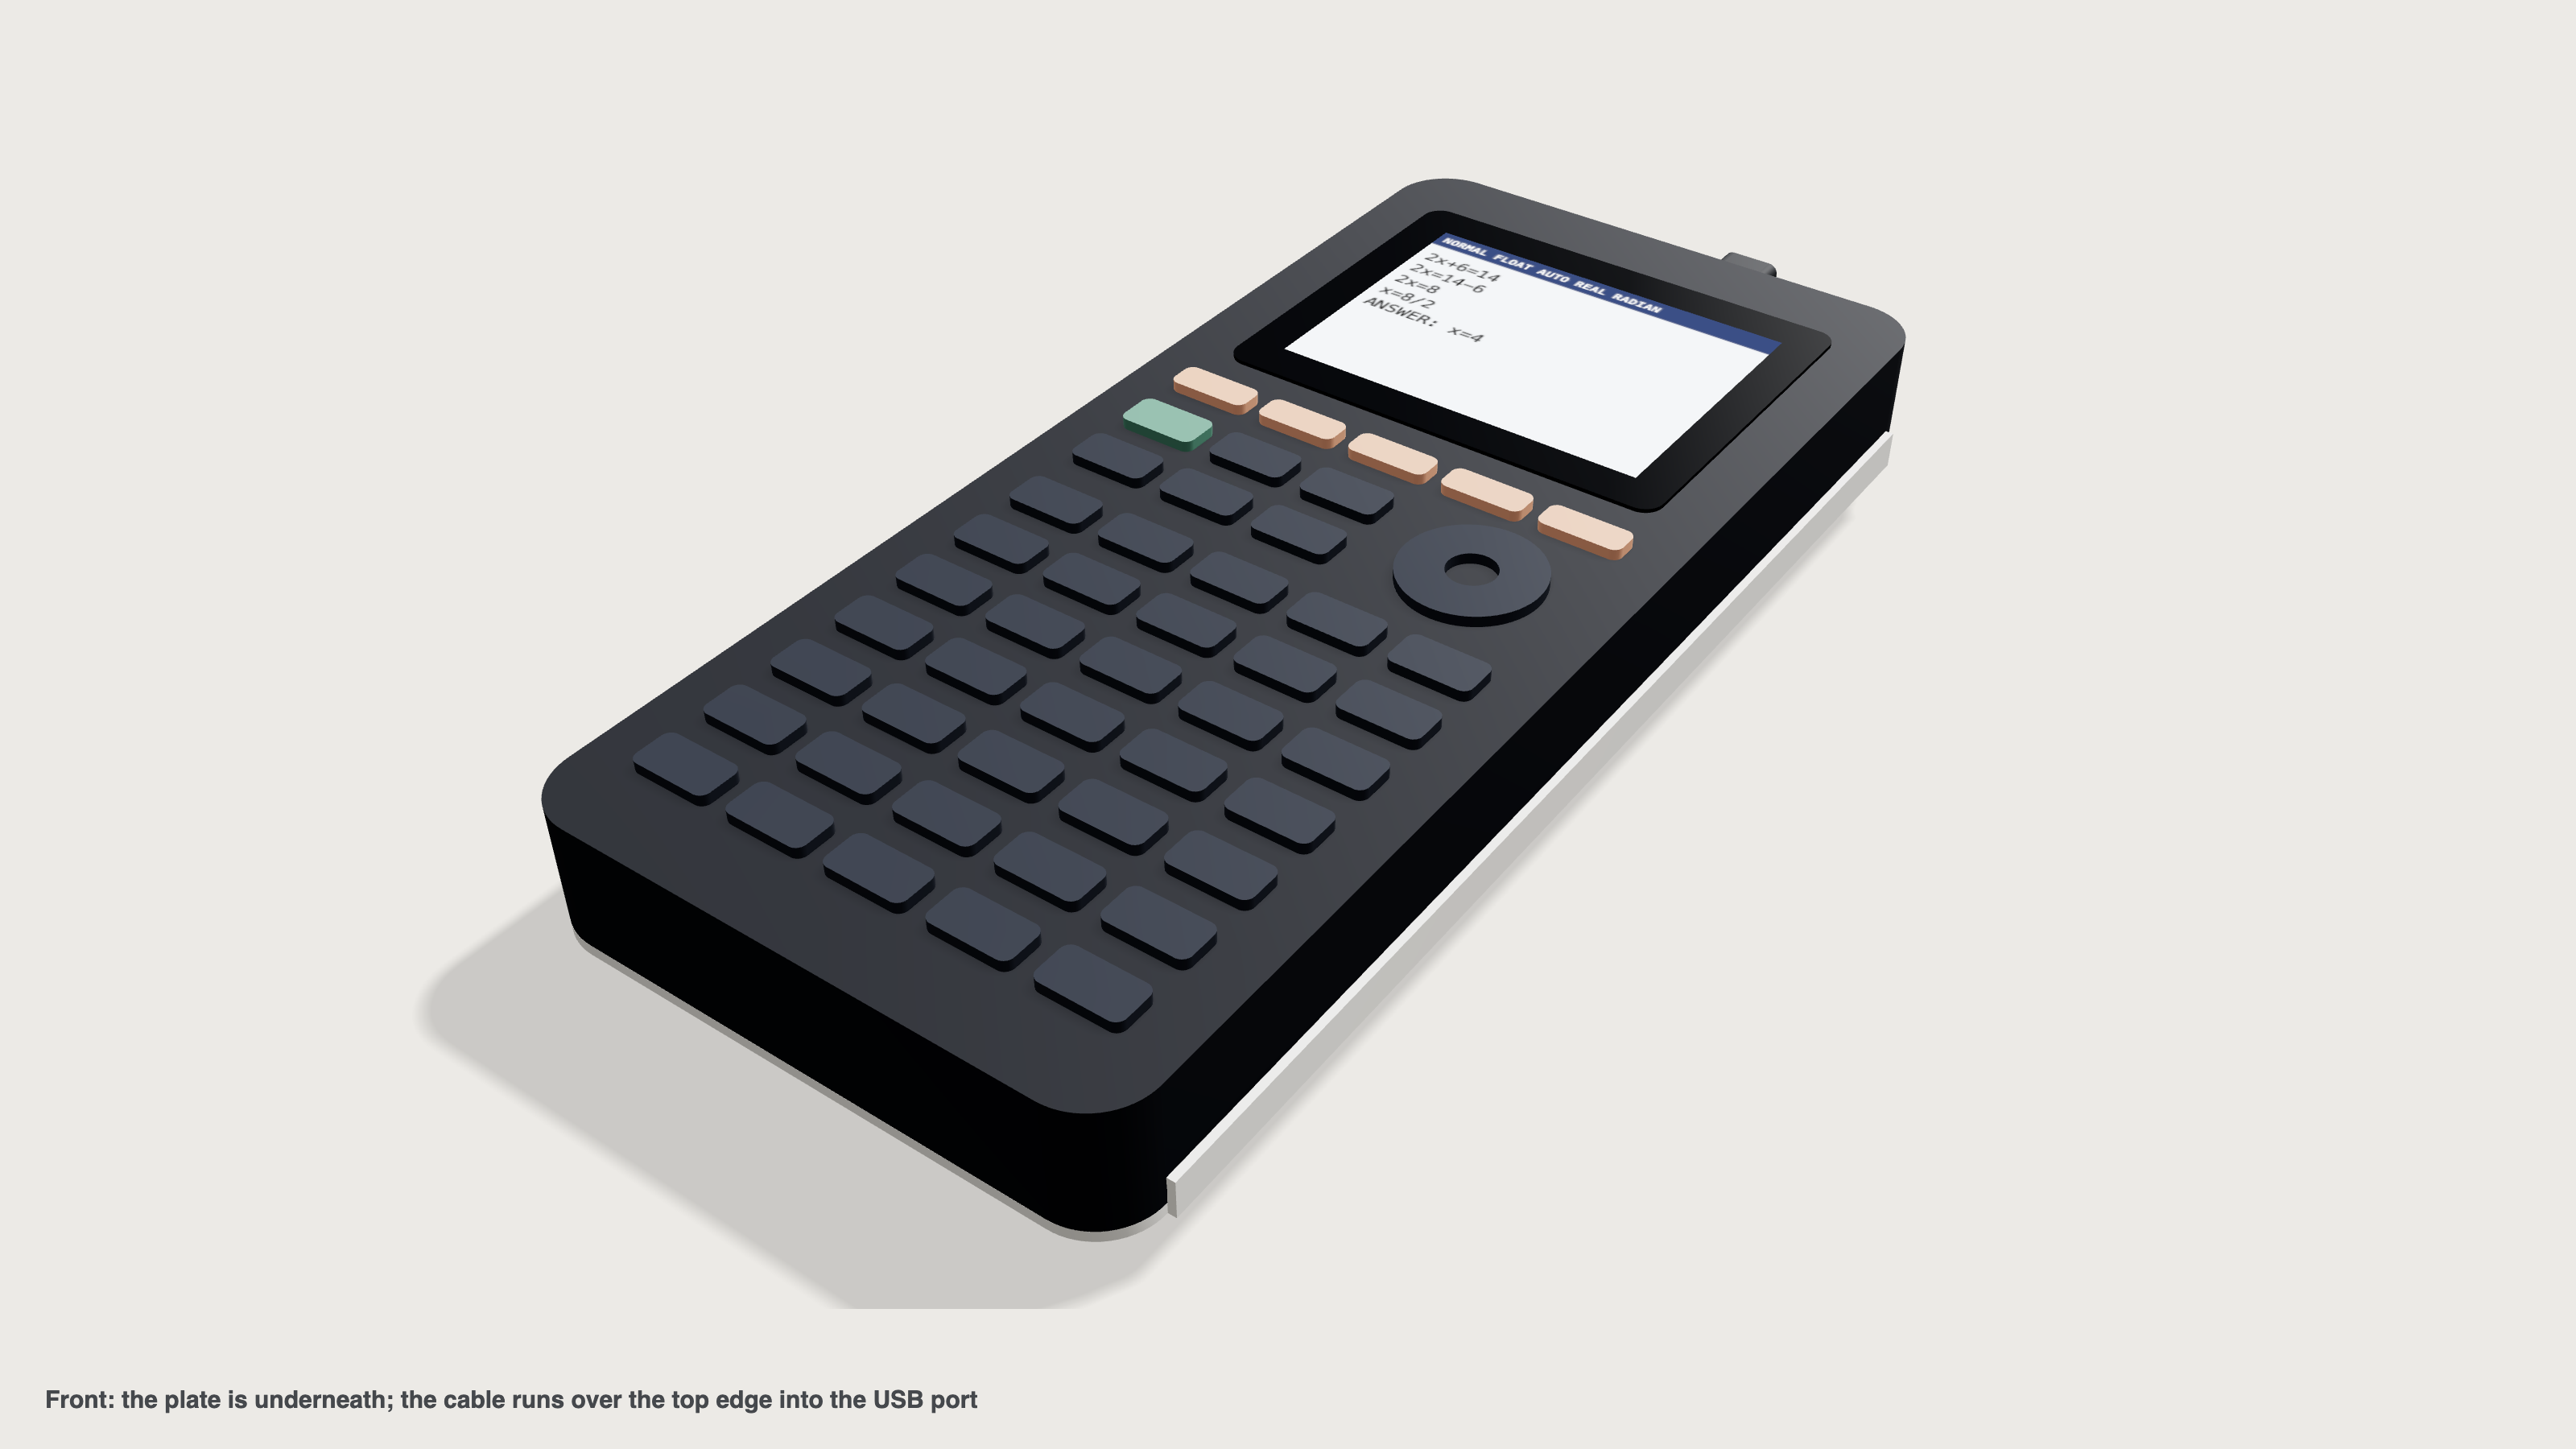 NORMAL FLOAT AUTO REAL RADIAN
2x+6=14
2x=14−6
2x=8
x=8/2
ANSWER: x=4
Front: the plate is underneath; the cable runs over the top edge into the USB port